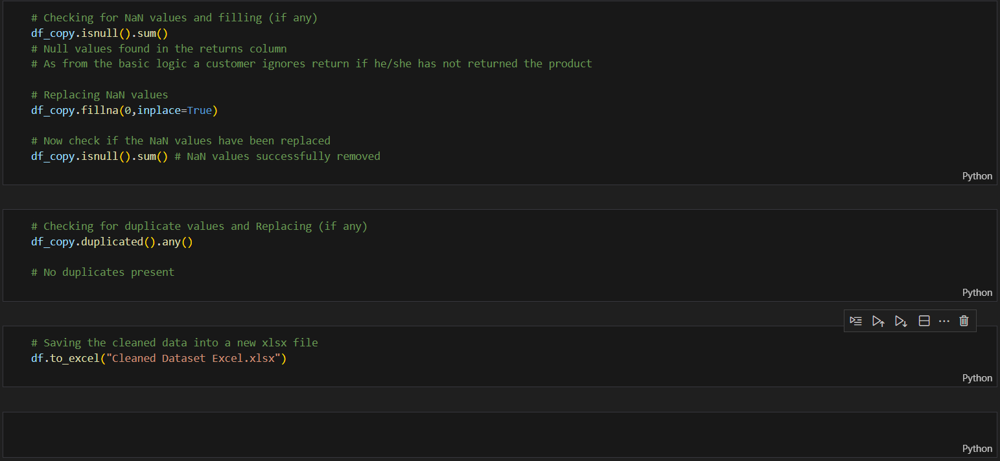 # Checking for NaN values and filling (if any)
df_copy.isnull().sum()
# Null values found in the returns column
# As from the basic logic a customer ignores return if he/she has not returned the product
# Replacing NaN values
df_copy.fillna(0,inplace=True)
# Now check if the NaN values have been replaced
df_copy.isnull().sum() # NaN values successfully removed
Python
# Checking for duplicate values and Replacing (if any)
df_copy.duplicated().any()
# No duplicates present
Python
# Saving the cleaned data into a new xlsx file
df.to_excel("Cleaned Dataset Excel.xlsx")
Python
Python